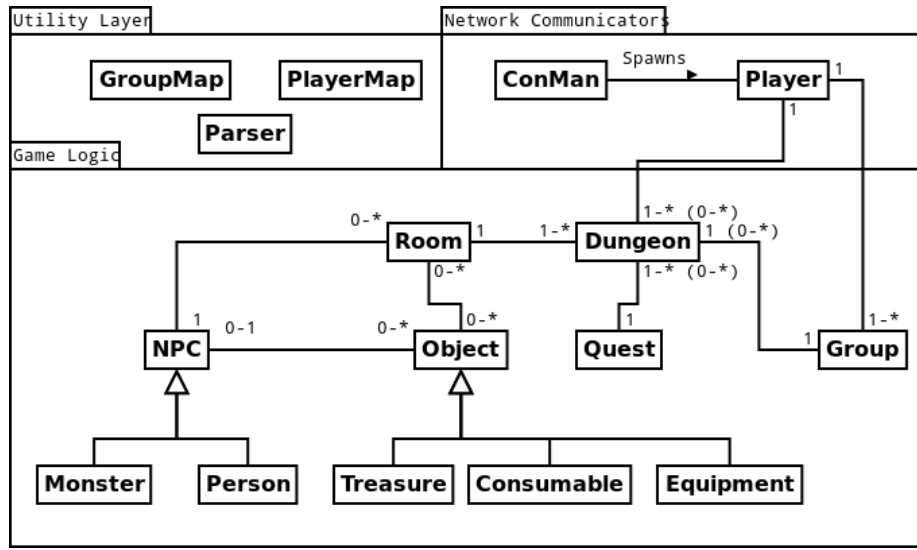 Utility Layer
Network Communicators
GroupMap
PlayerMap
Parser
Spawns
ConMan
Player
1
1
Game Logic
0-*
Room
1
1-*
1-* (0-*)
Dungeon
1 (0-*)
0-*
1-* (0-*)
1
0-1
0-*
0-*
1
1
1-*
NPC
Object
Quest
Group
Monster
Person
Treasure
Consumable
Equipment